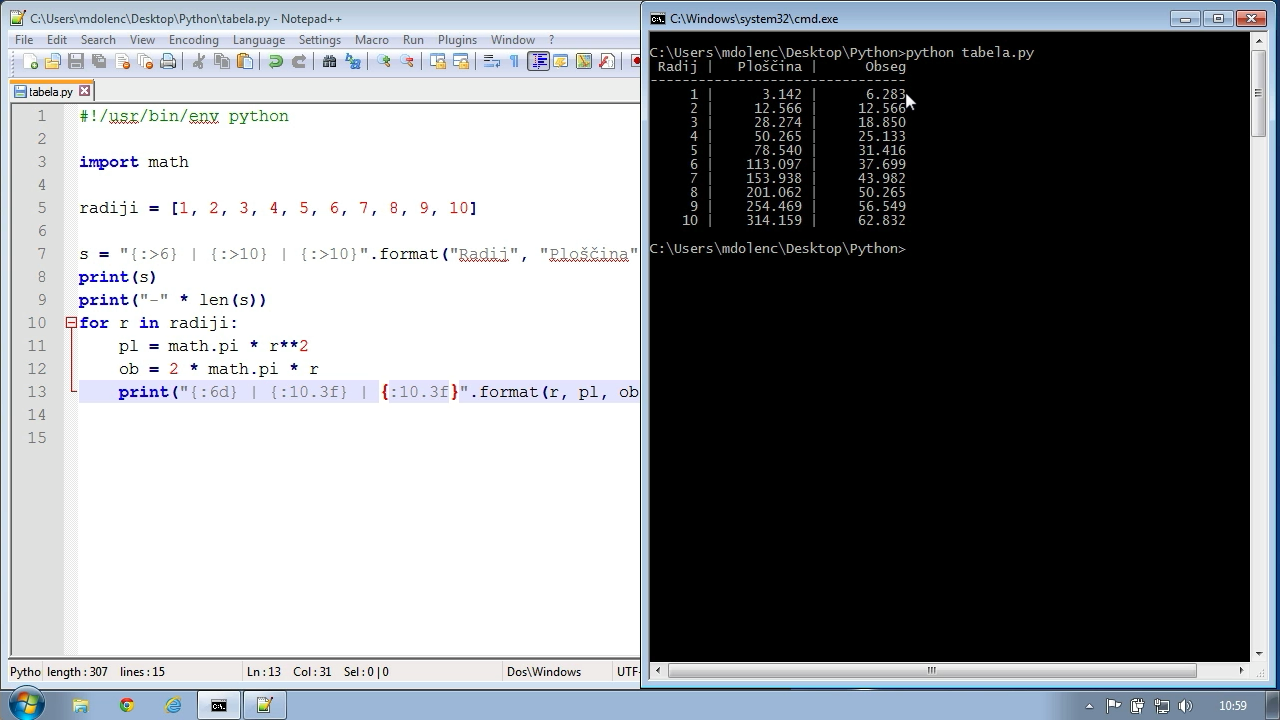 C:\Users\mdolenc\Desktop\Python\tabela.py - Notepad++
File Edit Search View Encoding Language Settings Macro Run Plugins Window ?
tabela.py
1 #!/usr/bin/env python
2
3 import math
4
5 radiji = [1, 2, 3, 4, 5, 6, 7, 8, 9, 10]
6
7 s = "{:>6} | {:>10} | {:>10}".format("Radij", "Ploščina"
8 print(s)
9 print("-" * len(s))
10 for r in radiji:
11 pl = math.pi * r**2
12 ob = 2 * math.pi * r
13 print("{:6d} | {:10.3f} | {:10.3f}".format(r, pl, ob
14
15
Pytho length : 307 lines : 15 Ln : 13 Col : 31 Sel : 0 | 0 Dos\Windows UTF-
C:\Windows\system32\cmd.exe
C:\Users\mdolenc\Desktop\Python>python tabela.py
Radij | Ploščina | Obseg
--------------------------------
1 | 3.142 | 6.283
2 | 12.566 | 12.566
3 | 28.274 | 18.850
4 | 50.265 | 25.133
5 | 78.540 | 31.416
6 | 113.097 | 37.699
7 | 153.938 | 43.982
8 | 201.062 | 50.265
9 | 254.469 | 56.549
10 | 314.159 | 62.832
C:\Users\mdolenc\Desktop\Python>
10:59